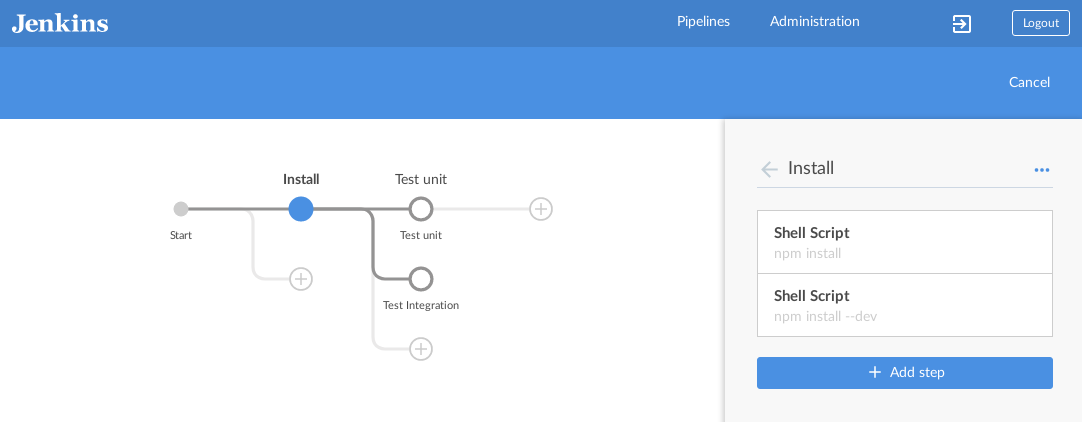 Jenkins
Pipelines
Administration
Logout
Cancel
Install
Test unit
Start
Test unit
Test Integration
Install
Shell Script
npm install
Shell Script
npm install --dev
Add step